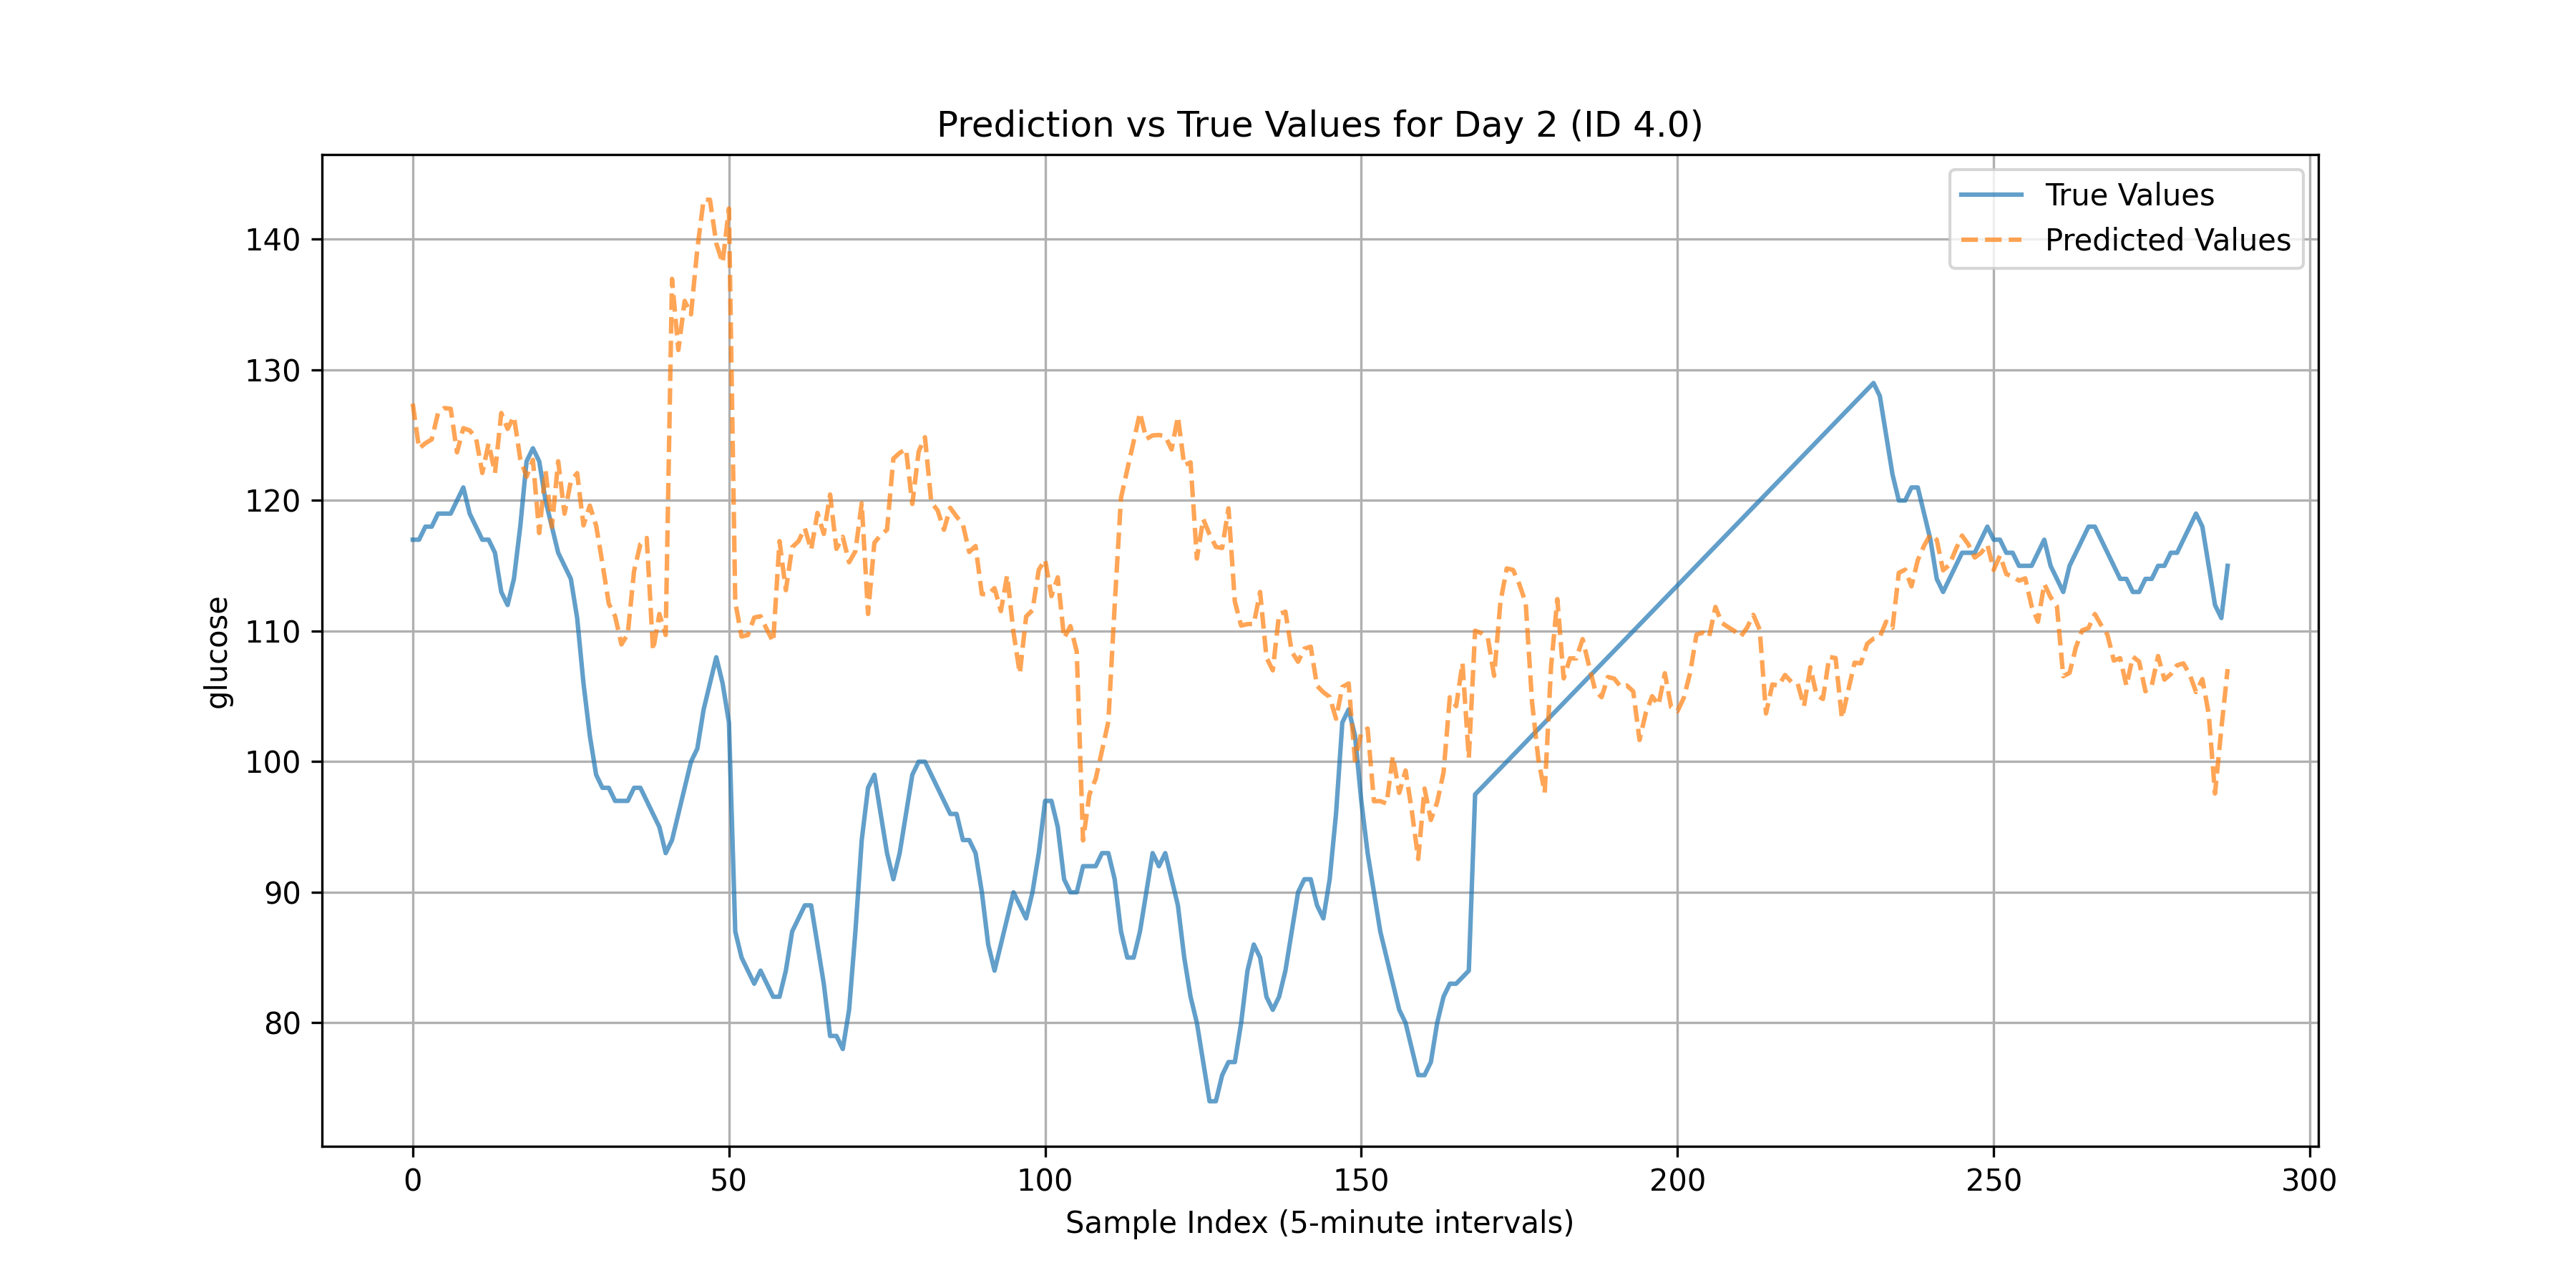 Prediction vs True Values for Day 2 (ID 4.0)
True Values
Predicted Values
glucose
140
130
120
110
100
90
80
0 50 100 150 200 250 300
Sample Index (5-minute intervals)